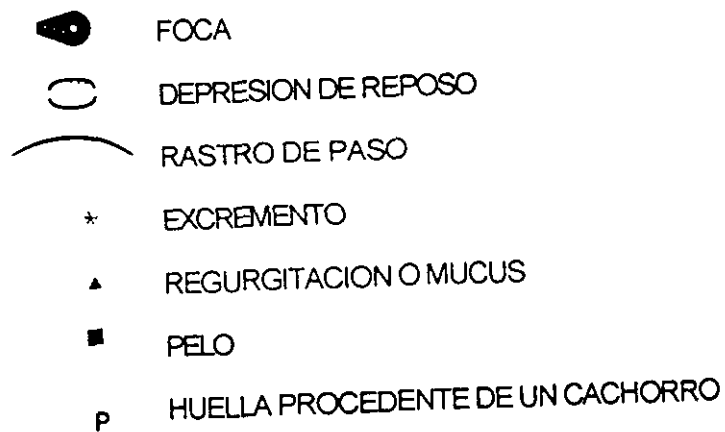 FOCA
DEPRESION DE REPOSO
RASTRO DE PASO
* EXCREMENTO
REGURGITACION O MUCUS
PELO
P HUELLA PROCEDENTE DE UN CACHORRO